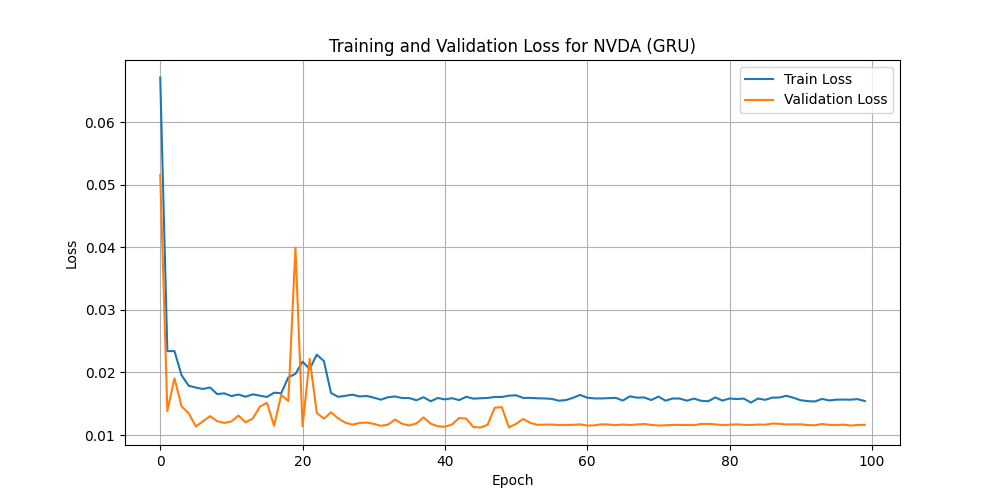 Training and Validation Loss for NVDA (GRU)
Train Loss
Validation Loss
0.06
0.05
0.04
0.03
0.02
0.01
Loss
0 20 40 60 80 100
Epoch